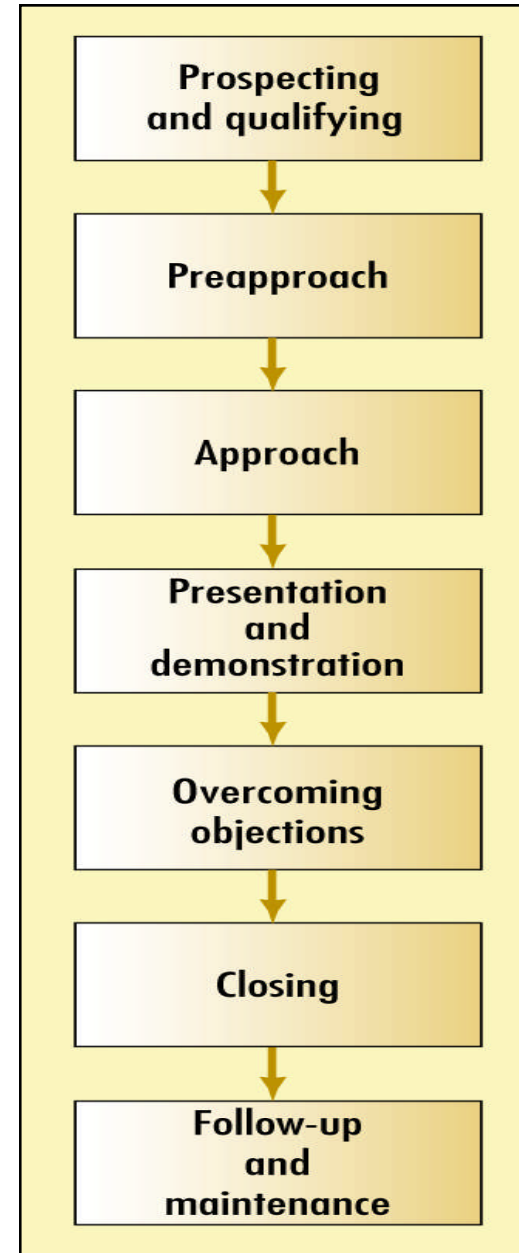 Prospecting
and qualifying
Preapproach
Approach
Presentation
and
demonstration
Overcoming
objections
Closing
Follow-up
and
maintenance